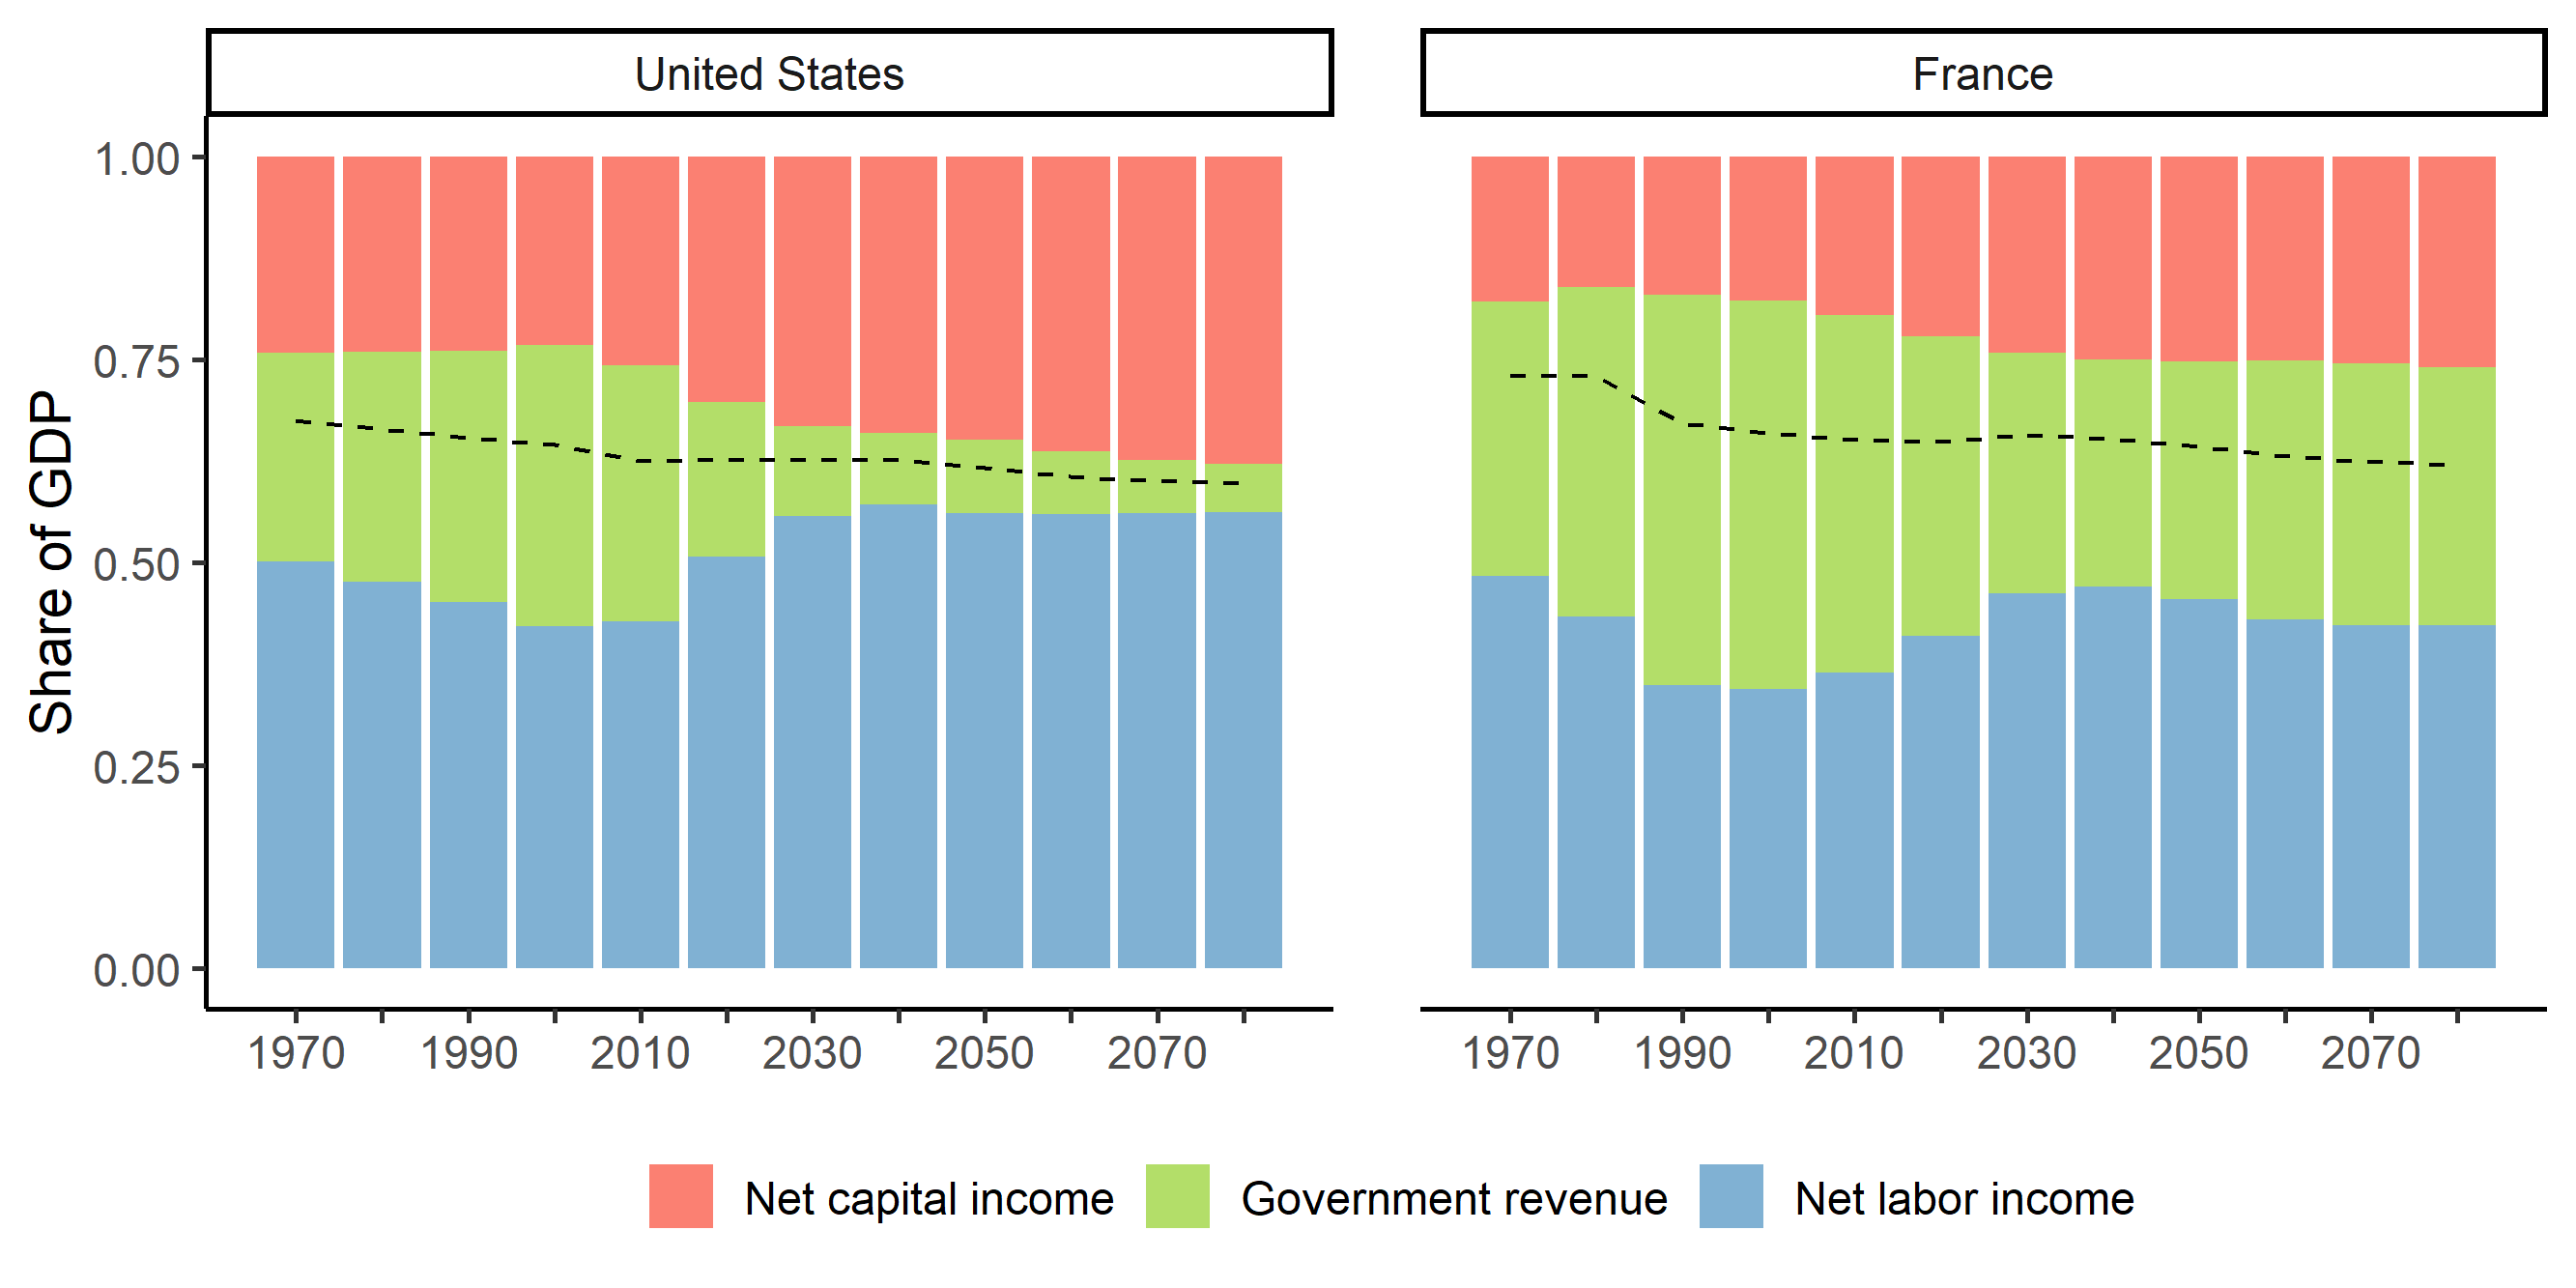 United States
France
Share of GDP
1.00
0.75
0.50
0.25
0.00
1970 1990 2010 2030 2050 2070
1970 1990 2010 2030 2050 2070
Net capital income Government revenue Net labor income